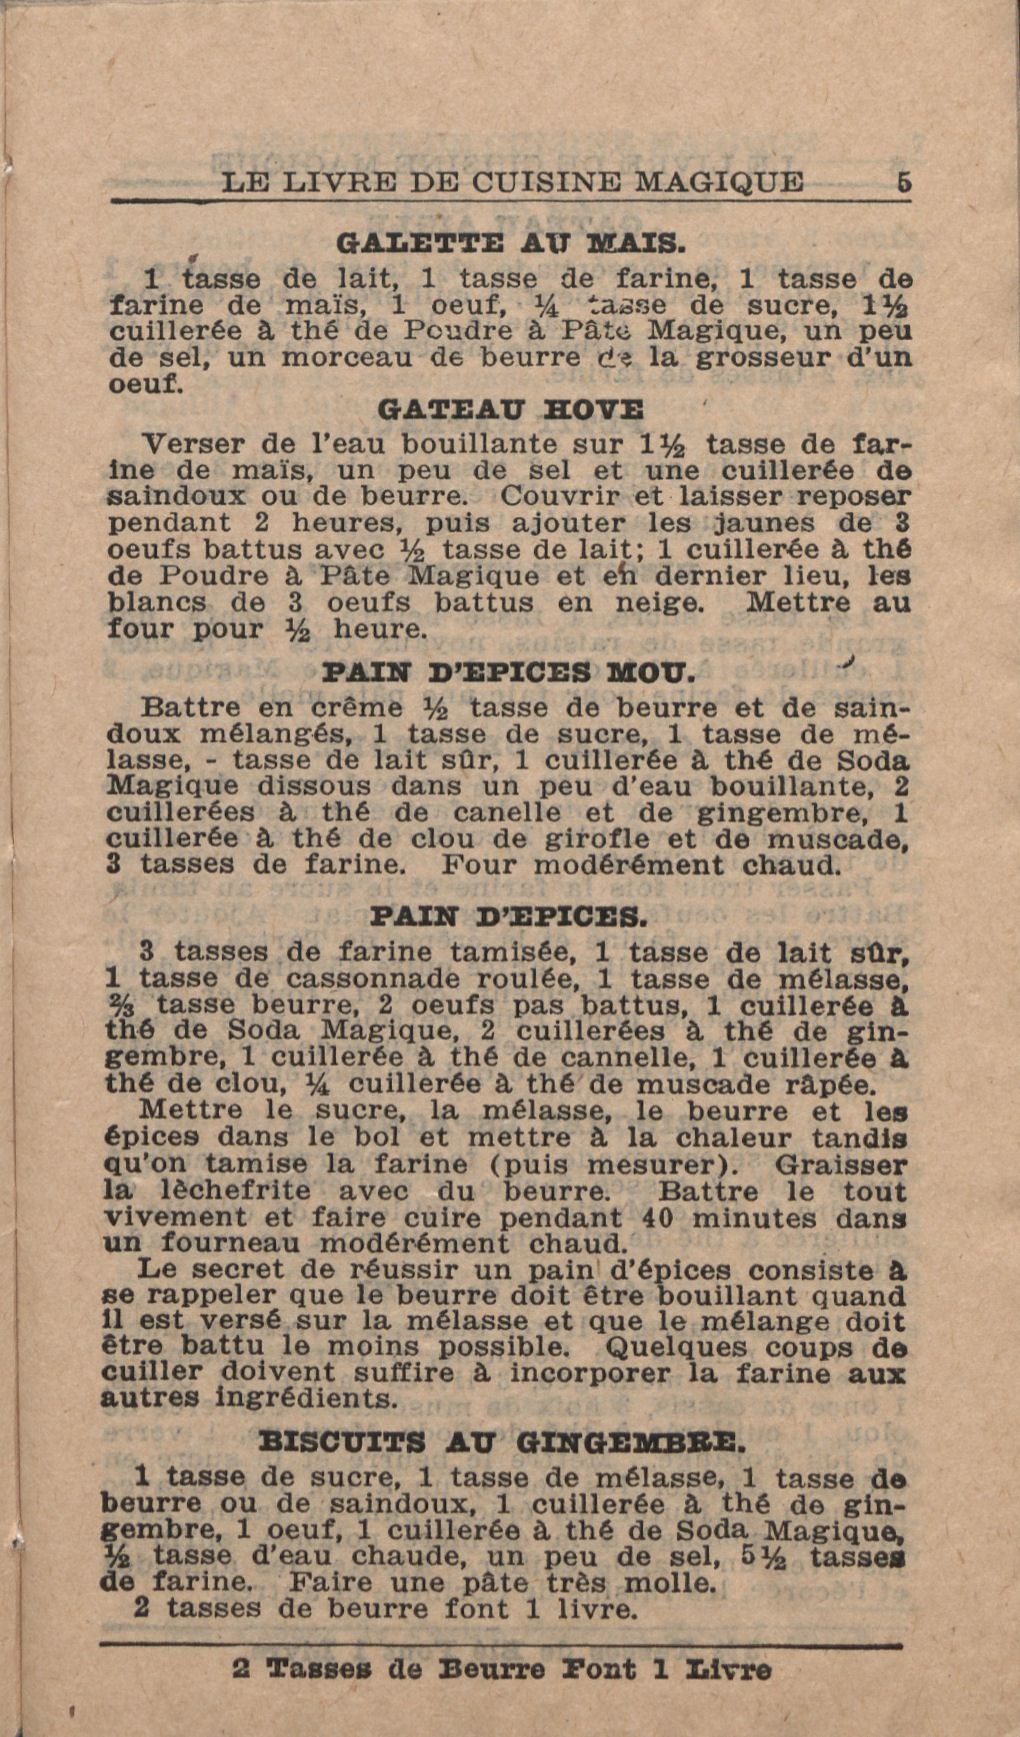 LE LIVRE DE CUISINE MAGIQUE 5
GALETTE AU MAIS.
1 tasse de lait, 1 tasse de farine, 1 tasse de
farine de maïs, 1 oeuf, ¼ tasse de sucre, 1½
cuillerée à thé de Poudre à Pâte Magique, un peu
de sel, un morceau de beurre de la grosseur d'un
oeuf.
GATEAU HOVE
Verser de l'eau bouillante sur 1½ tasse de far-
ine de maïs, un peu de sel et une cuillerée de
saindoux ou de beurre. Couvrir et laisser reposer
pendant 2 heures, puis ajouter les jaunes de 3
oeufs battus avec ½ tasse de lait; 1 cuillerée à thé
de Poudre à Pâte Magique et en dernier lieu, les
blancs de 3 oeufs battus en neige. Mettre au
four pour ½ heure.
PAIN D'EPICES MOU.
Battre en crême ½ tasse de beurre et de sain-
doux mélangés, 1 tasse de sucre, 1 tasse de mé-
lasse, - tasse de lait sûr, 1 cuillerée à thé de Soda
Magique dissous dans un peu d'eau bouillante, 2
cuillerées à thé de canelle et de gingembre, 1
cuillerée à thé de clou de girofle et de muscade,
3 tasses de farine. Four modérément chaud.
PAIN D'EPICES.
3 tasses de farine tamisée, 1 tasse de lait sûr,
1 tasse de cassonnade roulée, 1 tasse de mélasse,
⅔ tasse beurre, 2 oeufs pas battus, 1 cuillerée à
thé de Soda Magique, 2 cuillerées à thé de gin-
gembre, 1 cuillerée à thé de cannelle, 1 cuillerée à
thé de clou, ¼ cuillerée à thé de muscade râpée.
Mettre le sucre, la mélasse, le beurre et les
épices dans le bol et mettre à la chaleur tandis
qu'on tamise la farine (puis mesurer). Graisser
la lèchefrite avec du beurre. Battre le tout
vivement et faire cuire pendant 40 minutes dans
un fourneau modérément chaud.
Le secret de réussir un pain d'épices consiste à
se rappeler que le beurre doit être bouillant quand
il est versé sur la mélasse et que le mélange doit
être battu le moins possible. Quelques coups de
cuiller doivent suffire à incorporer la farine aux
autres ingrédients.
BISCUITS AU GINGEMBRE.
1 tasse de sucre, 1 tasse de mélasse, 1 tasse de
beurre ou de saindoux, 1 cuillerée à thé de gin-
gembre, 1 oeuf, 1 cuillerée à thé de Soda Magique,
½ tasse d'eau chaude, un peu de sel, 5½ tasses
de farine. Faire une pâte très molle.
2 tasses de beurre font 1 livre.
2 Tasses de Beurre Font 1 Livre